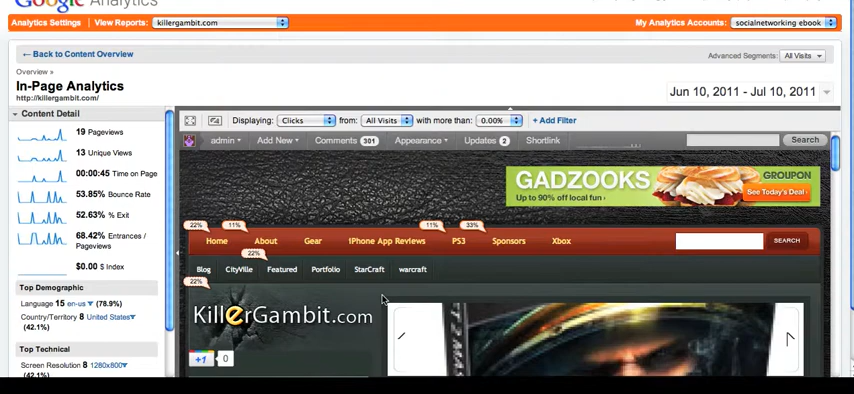 Google Analytics
Analytics Settings | View Reports: killergambit.com
My Analytics Accounts: socialnetworking ebook
← Back to Content Overview
Advanced Segments: All Visits
Overview »
In-Page Analytics
http://killergambit.com/
Jun 10, 2011 - Jul 10, 2011
Content Detail
19 Pageviews
13 Unique Views
00:00:45 Time on Page
53.85% Bounce Rate
52.63% % Exit
68.42% Entrances / Pageviews
$0.00 $ Index
Top Demographic
Language 15 en-us (78.9%)
Country/Territory 8 United States
(42.1%)
Top Technical
Screen Resolution 8 1280x800
(42.1%)
Displaying: Clicks from: All Visits with more than: 0.00% + Add Filter
admin Add New Comments 301 Appearance Updates 2 Shortlink Search
GADZOOKS
Up to 90% off local fun ›
GROUPON
See Today's Deal ›
22% 11% 11% 33%
Home About Gear iPhone App Reviews PS3 Sponsors Xbox SEARCH
22%
Blog CityVille Featured Portfolio StarCraft warcraft
22%
KillerGambit.com
+1 0